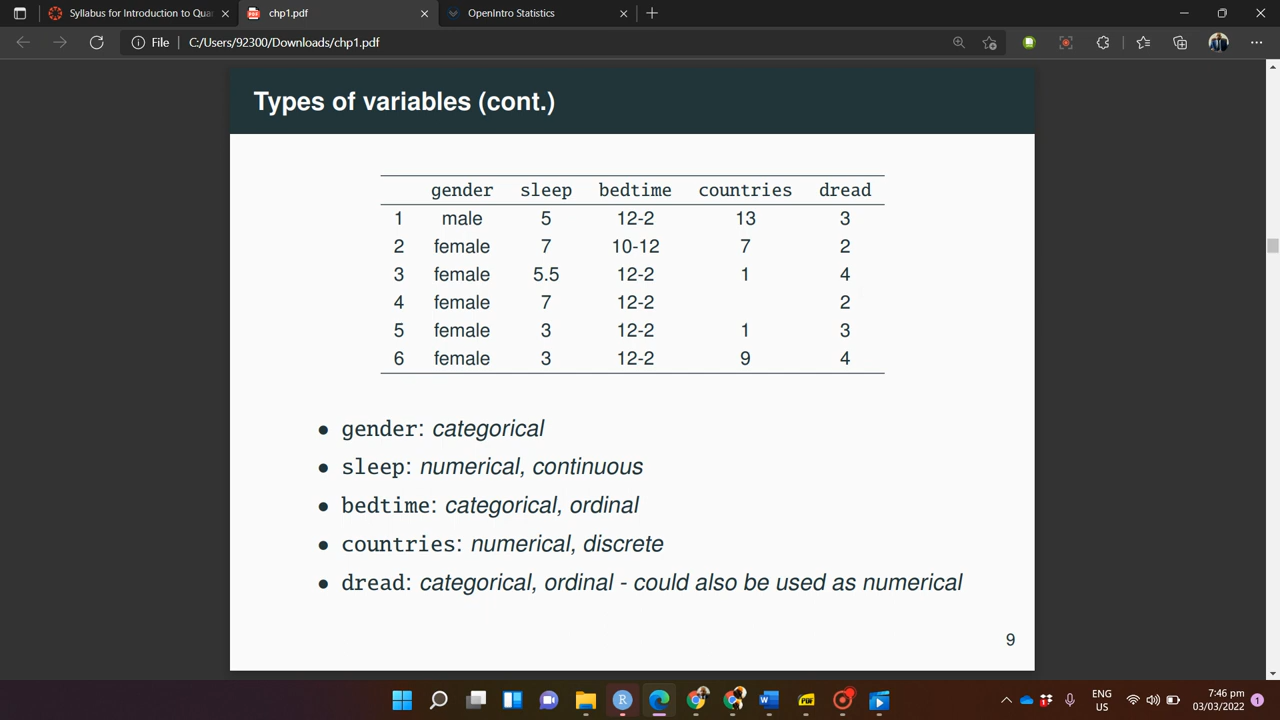 Syllabus for Introduction to Qua
chp1.pdf
OpenIntro Statistics
File
C:/Users/92300/Downloads/chp1.pdf
Types of variables (cont.)
gender sleep bedtime countries dread
1 male 5 12-2 13 3
2 female 7 10-12 7 2
3 female 5.5 12-2 1 4
4 female 7 12-2 2
5 female 3 12-2 1 3
6 female 3 12-2 9 4
• gender: categorical
• sleep: numerical, continuous
• bedtime: categorical, ordinal
• countries: numerical, discrete
• dread: categorical, ordinal - could also be used as numerical
9
ENG
US
7:46 pm
03/03/2022
1